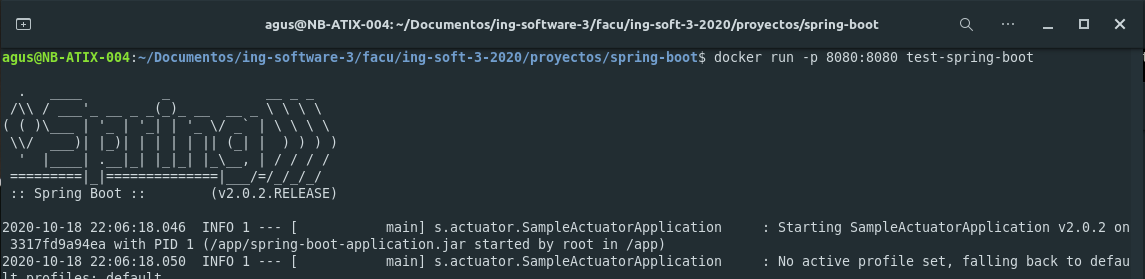 agus@NB-ATIX-004: ~/Documentos/ing-software-3/facu/ing-soft-3-2020/proyectos/spring-boot
agus@NB-ATIX-004:~/Documentos/ing-software-3/facu/ing-soft-3-2020/proyectos/spring-boot$ docker run -p 8080:8080 test-spring-boot
  .   ____          _            __ _ _
 /\\ / ___'_ __ _ _(_)_ __  __ _ \ \ \ \
( ( )\___ | '_ | '_| | '_ \/ _` | \ \ \ \
 \\/  ___)| |_)| | | | | || (_| |  ) ) ) )
  '  |____| .__|_| |_|_| |_\__, | / / / /
 =========|_|==============|___/=/_/_/_/
 :: Spring Boot ::        (v2.0.2.RELEASE)
2020-10-18 22:06:18.046  INFO 1 --- [           main] s.actuator.SampleActuatorApplication     : Starting SampleActuatorApplication v2.0.2 on
 3317fd9a94ea with PID 1 (/app/spring-boot-application.jar started by root in /app)
2020-10-18 22:06:18.050  INFO 1 --- [           main] s.actuator.SampleActuatorApplication     : No active profile set, falling back to defau
lt profiles: default